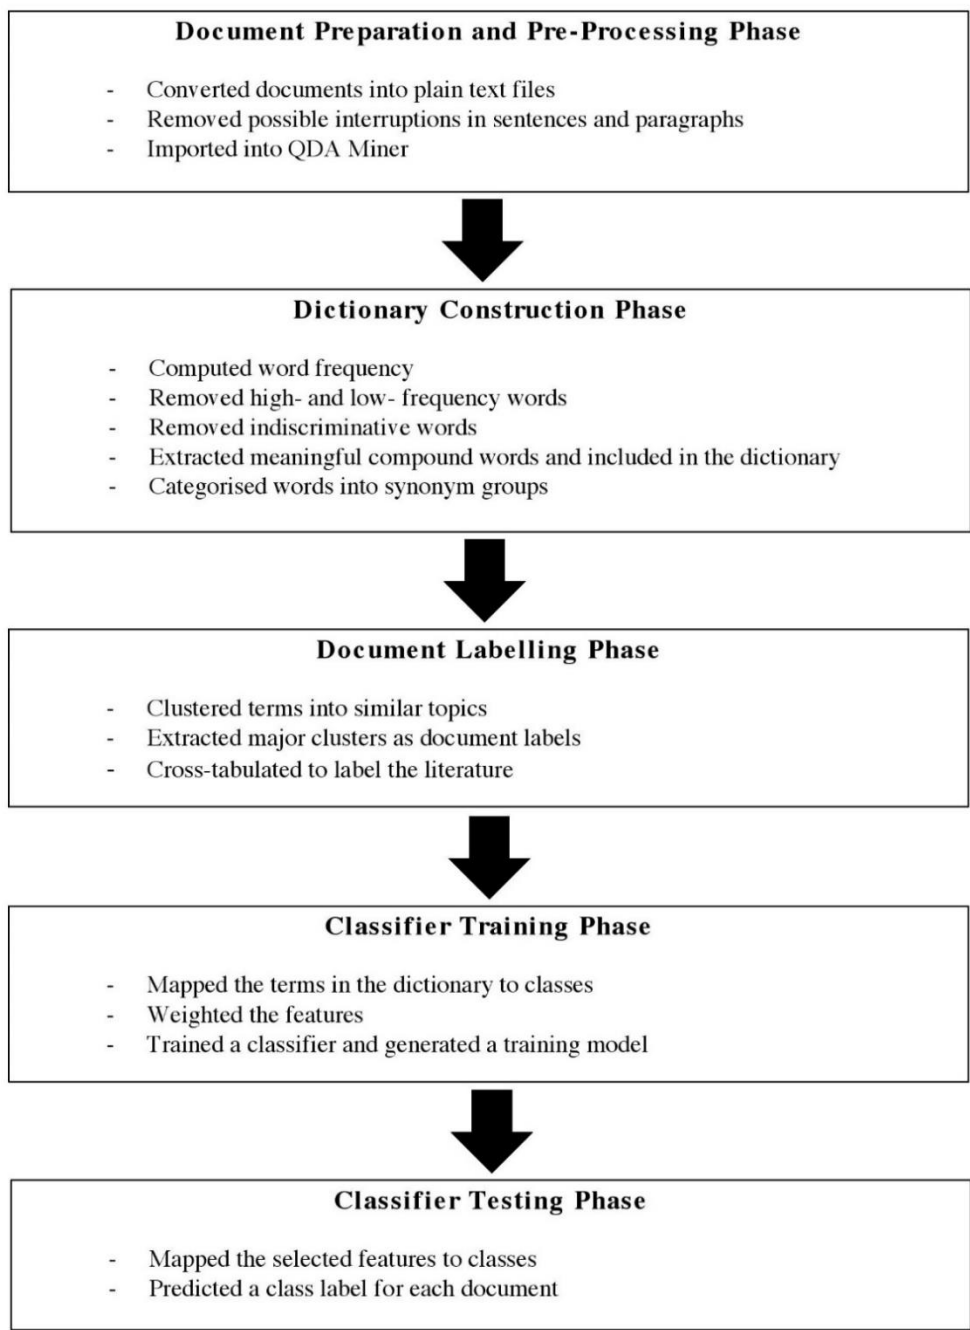 Document Preparation and Pre-Processing Phase
- Converted documents into plain text files
- Removed possible interruptions in sentences and paragraphs
- Imported into QDA Miner
Dictionary Construction Phase
- Computed word frequency
- Removed high- and low- frequency words
- Removed indiscriminative words
- Extracted meaningful compound words and included in the dictionary
- Categorised words into synonym groups
Document Labelling Phase
- Clustered terms into similar topics
- Extracted major clusters as document labels
- Cross-tabulated to label the literature
Classifier Training Phase
- Mapped the terms in the dictionary to classes
- Weighted the features
- Trained a classifier and generated a training model
Classifier Testing Phase
- Mapped the selected features to classes
- Predicted a class label for each document